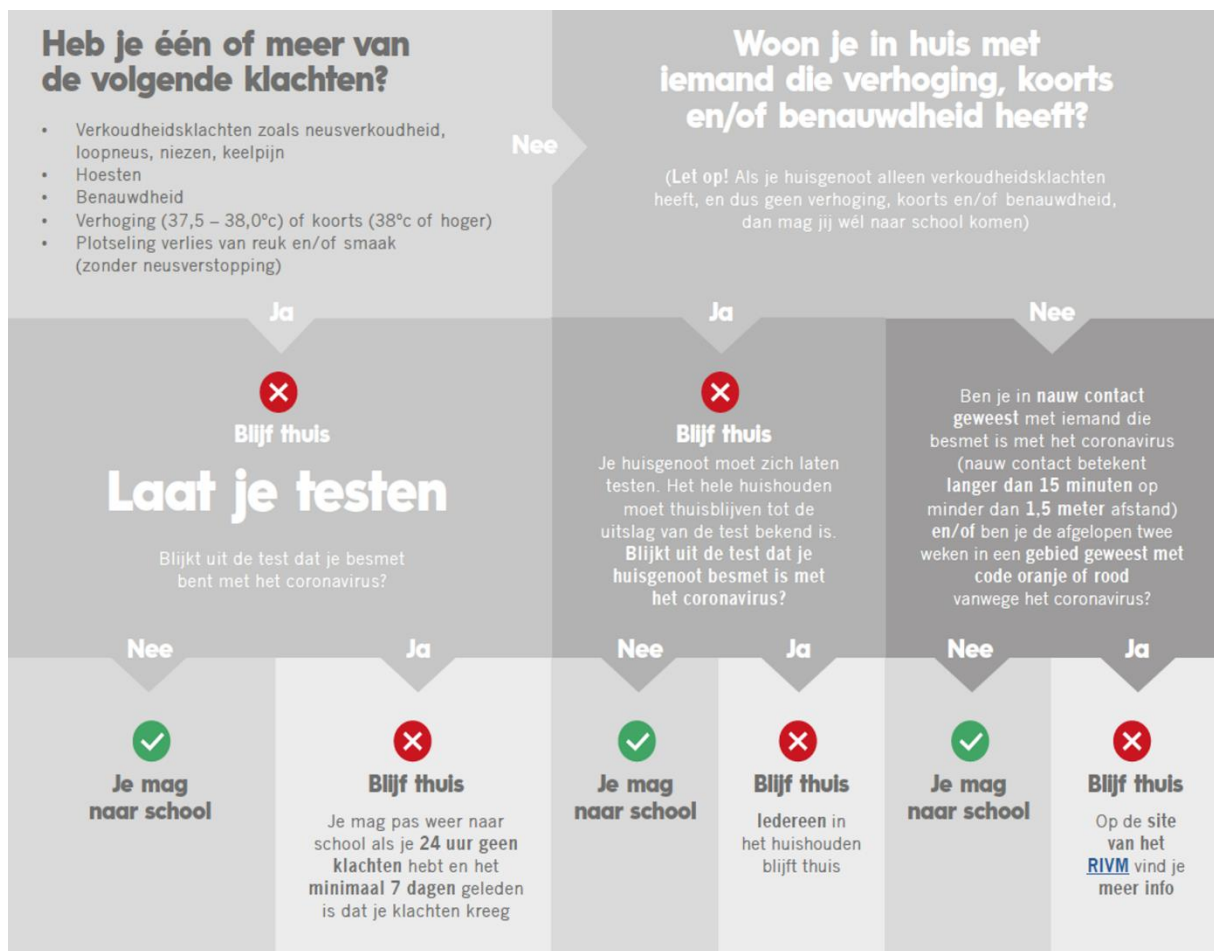 Heb je één of meer van
de volgende klachten?
• Verkoudheidsklachten zoals neusverkoudheid,
loopneus, niezen, keelpijn
• Hoesten
• Benauwdheid
• Verhoging (37,5 – 38,0ºc) of koorts (38ºc of hoger)
• Plotseling verlies van reuk en/of smaak
(zonder neusverstopping)
Nee
Woon je in huis met
iemand die verhoging, koorts
en/of benauwdheid heeft?
(Let op! Als je huisgenoot alleen verkoudheidsklachten
heeft, en dus geen verhoging, koorts en/of benauwdheid,
dan mag jij wél naar school komen)
Ja
Blijf thuis
Laat je testen
Blijkt uit de test dat je besmet
bent met het coronavirus?
Ja
Blijf thuis
Je huisgenoot moet zich laten
testen. Het hele huishouden
moet thuisblijven tot de
uitslag van de test bekend is.
Blijkt uit de test dat je
huisgenoot besmet is met
het coronavirus?
Nee
Ben je in nauw contact
geweest met iemand die
besmet is met het coronavirus
(nauw contact betekent
langer dan 15 minuten op
minder dan 1,5 meter afstand)
en/of ben je de afgelopen twee
weken in een gebied geweest met
code oranje of rood
vanwege het coronavirus?
Nee
Je mag
naar school
Ja
Blijf thuis
Je mag pas weer naar
school als je 24 uur geen
klachten hebt en het
minimaal 7 dagen geleden
is dat je klachten kreeg
Nee
Je mag
naar school
Ja
Blijf thuis
Iedereen in
het huishouden
blijft thuis
Nee
Je mag
naar school
Ja
Blijf thuis
Op de site
van het
RIVM vind je
meer info